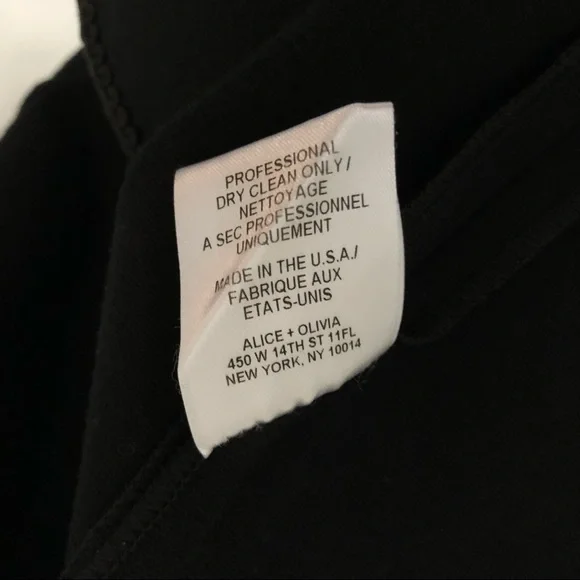 PROFESSIONAL
DRY CLEAN ONLY/
NETTOYAGE
A SEC PROFESSIONNEL
UNIQUEMENT
MADE IN THE U.S.A./
FABRIQUE AUX
ETATS-UNIS
ALICE + OLIVIA
450 W 14TH ST 11FL
NEW YORK, NY 10014